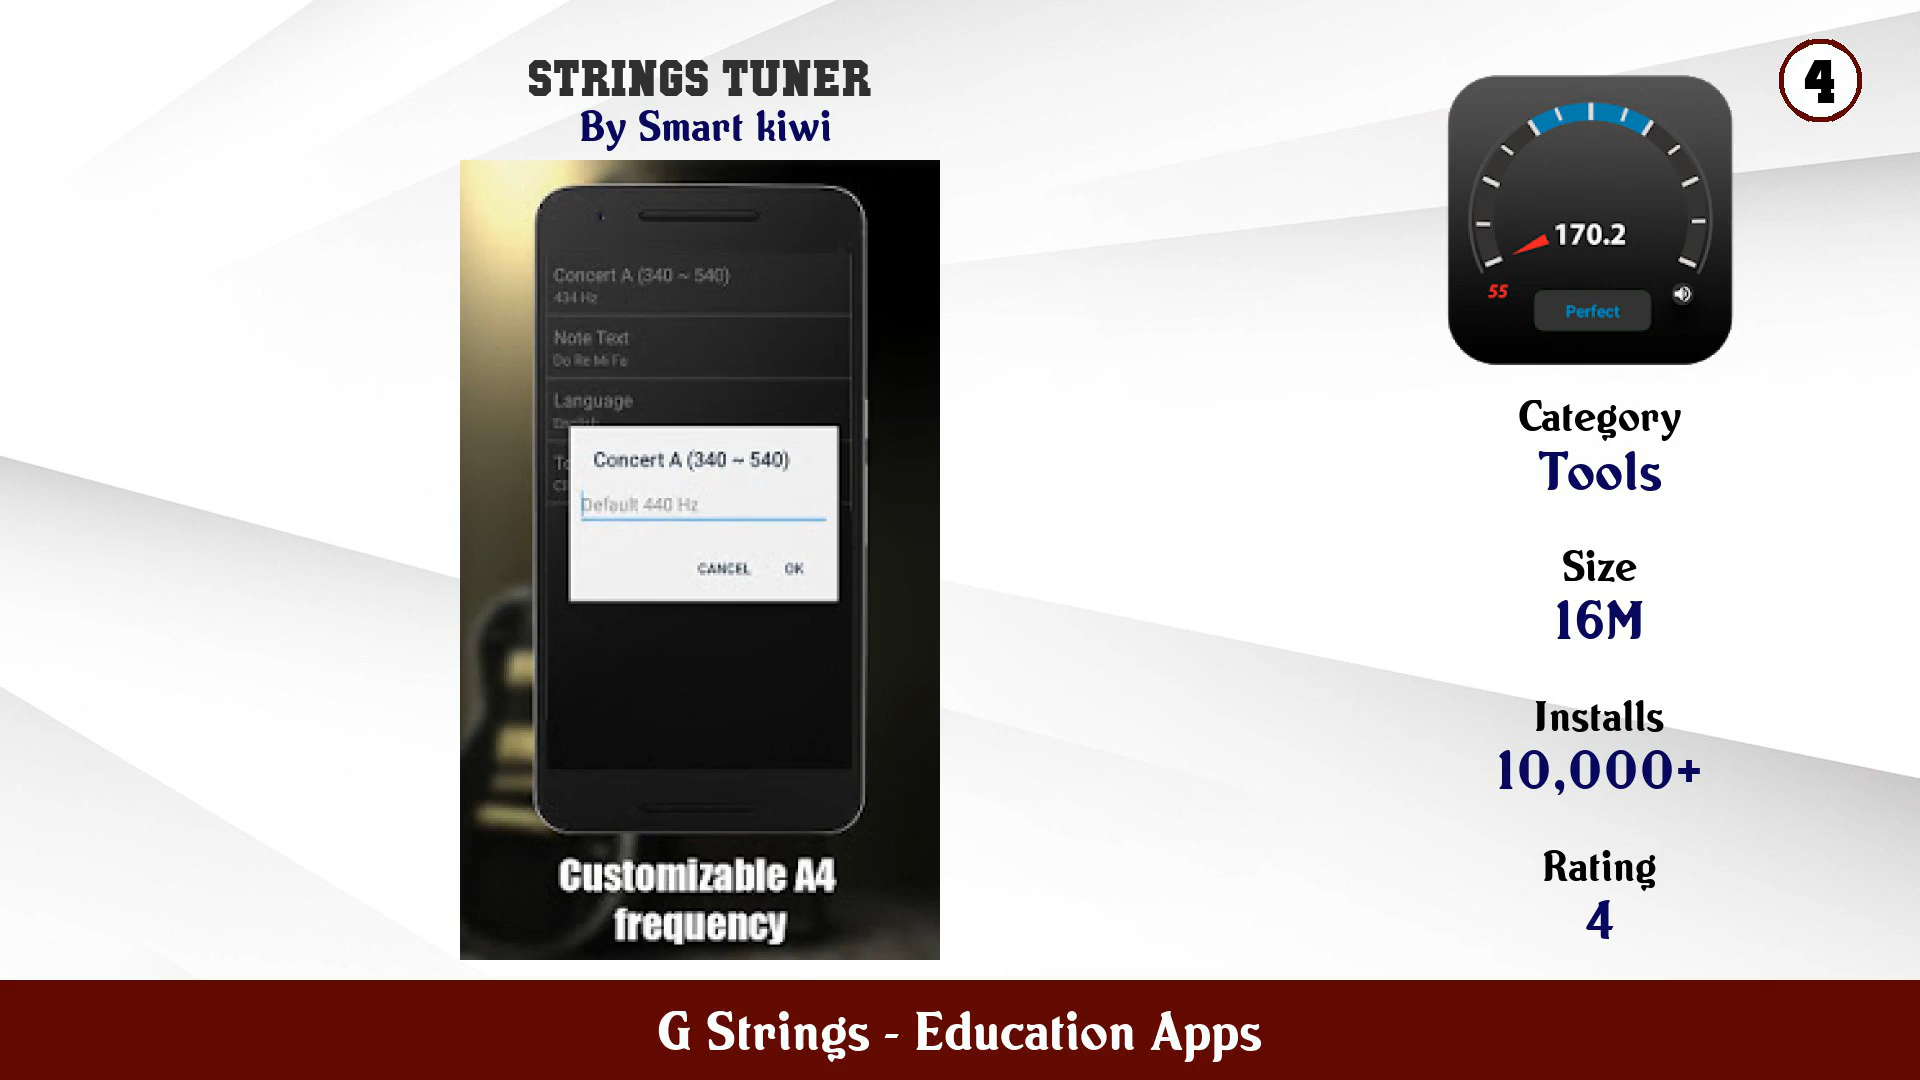 STRINGS TUNER
By Smart kiwi
4
Concert A (340 ~ 540)
434 Hz
Note Text
Do Re Mi Fa
Language
English
Concert A (340 ~ 540)
Default 440 Hz
CANCEL OK
Customizable A4
frequency
170.2
55
Perfect
Category
Tools
Size
16M
Installs
10,000+
Rating
4
G Strings - Education Apps